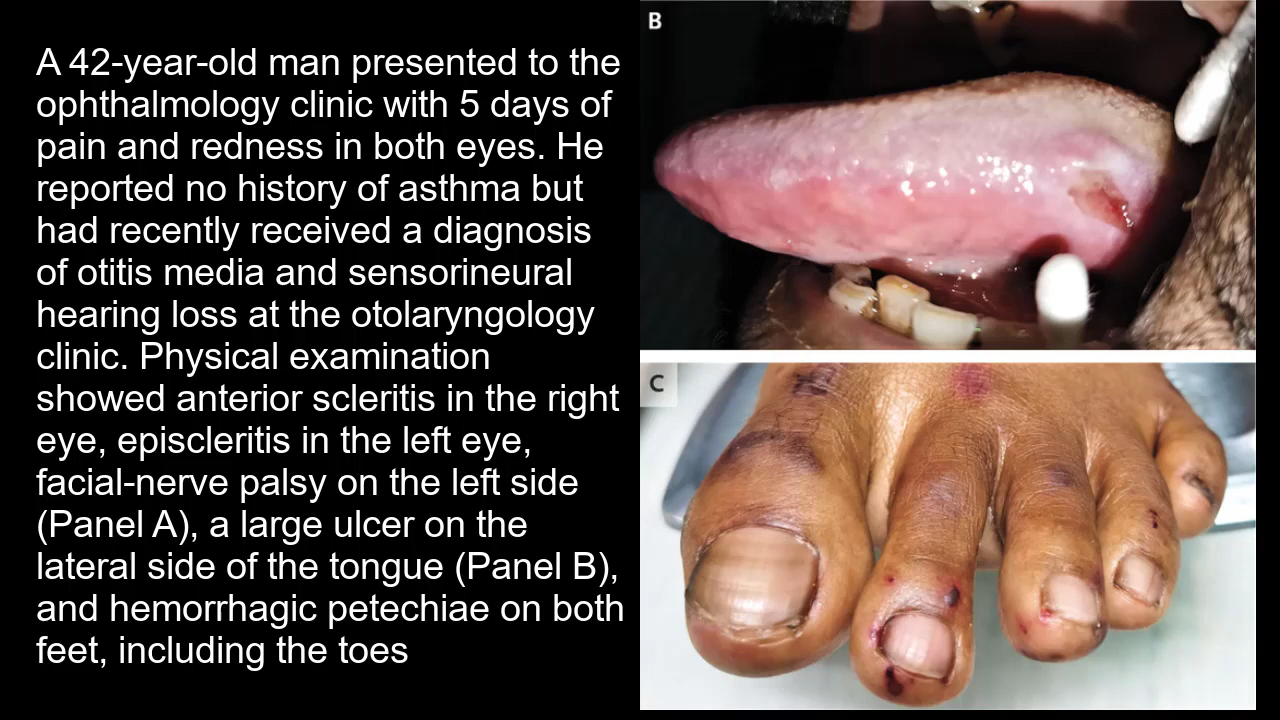 A 42-year-old man presented to the
ophthalmology clinic with 5 days of
pain and redness in both eyes. He
reported no history of asthma but
had recently received a diagnosis
of otitis media and sensorineural
hearing loss at the otolaryngology
clinic. Physical examination
showed anterior scleritis in the right
eye, episcleritis in the left eye,
facial-nerve palsy on the left side
(Panel A), a large ulcer on the
lateral side of the tongue (Panel B),
and hemorrhagic petechiae on both
feet, including the toes
B
C